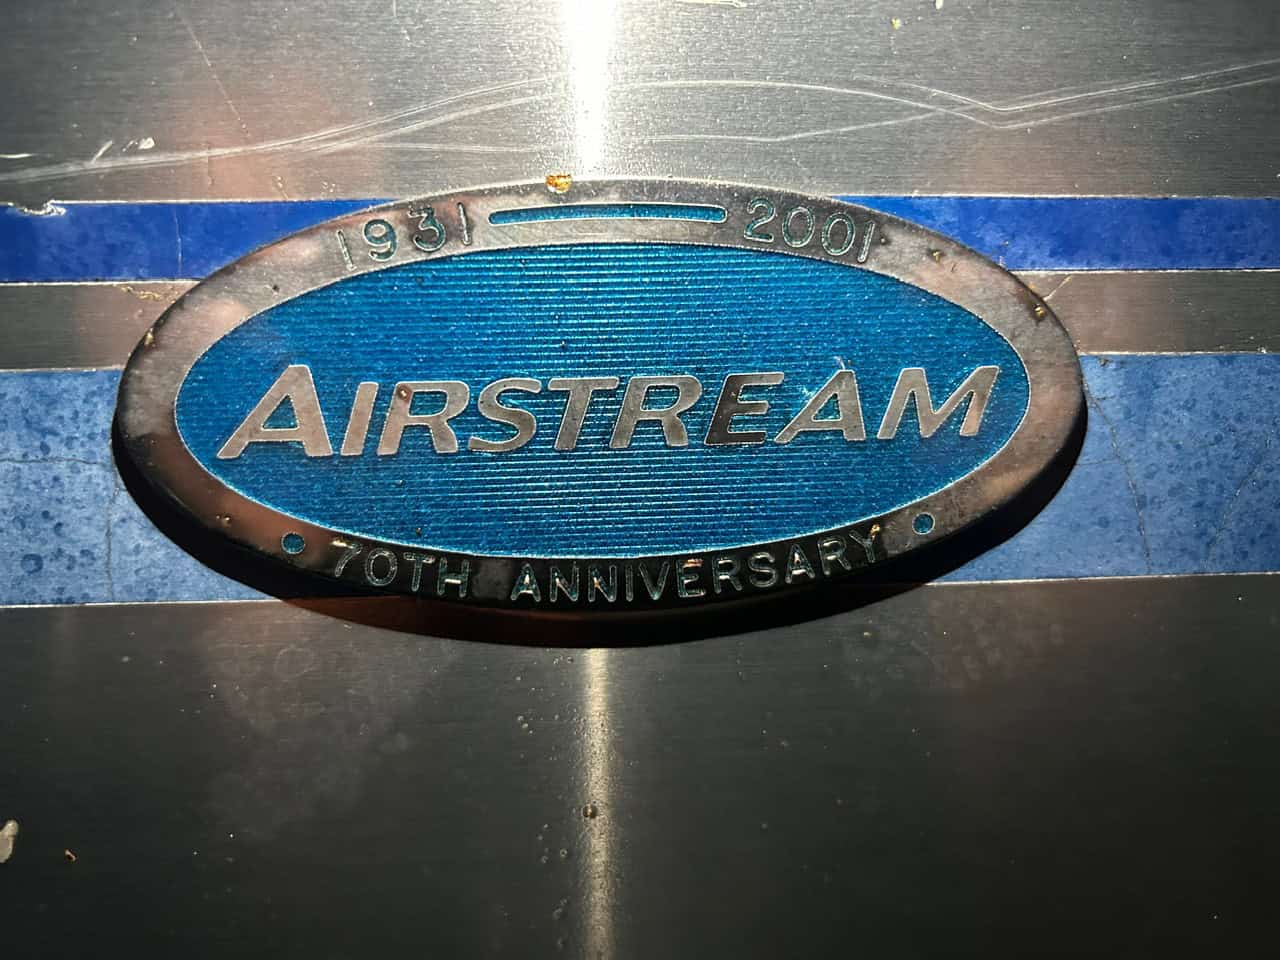 1931 — 2001
AIRSTREAM
• 70TH ANNIVERSARY •